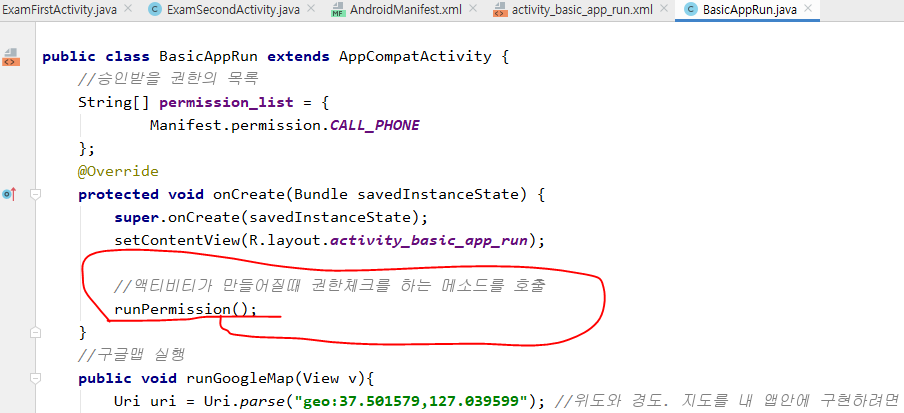 ExamFirstActivity.java × ExamSecondActivity.java × AndroidManifest.xml × activity_basic_app_run.xml × BasicAppRun.java ×
public class BasicAppRun extends AppCompatActivity {
//승인받을 권한의 목록
String[] permission_list = {
Manifest.permission.CALL_PHONE
};
@Override
protected void onCreate(Bundle savedInstanceState) {
super.onCreate(savedInstanceState);
setContentView(R.layout.activity_basic_app_run);
//액티비티가 만들어질때 권한체크를 하는 메소드를 호출
runPermission();
}
//구글맵 실행
public void runGoogleMap(View v){
Uri uri = Uri.parse("geo:37.501579,127.039599"); //위도와 경도. 지도를 내 앱안에 구현하려면